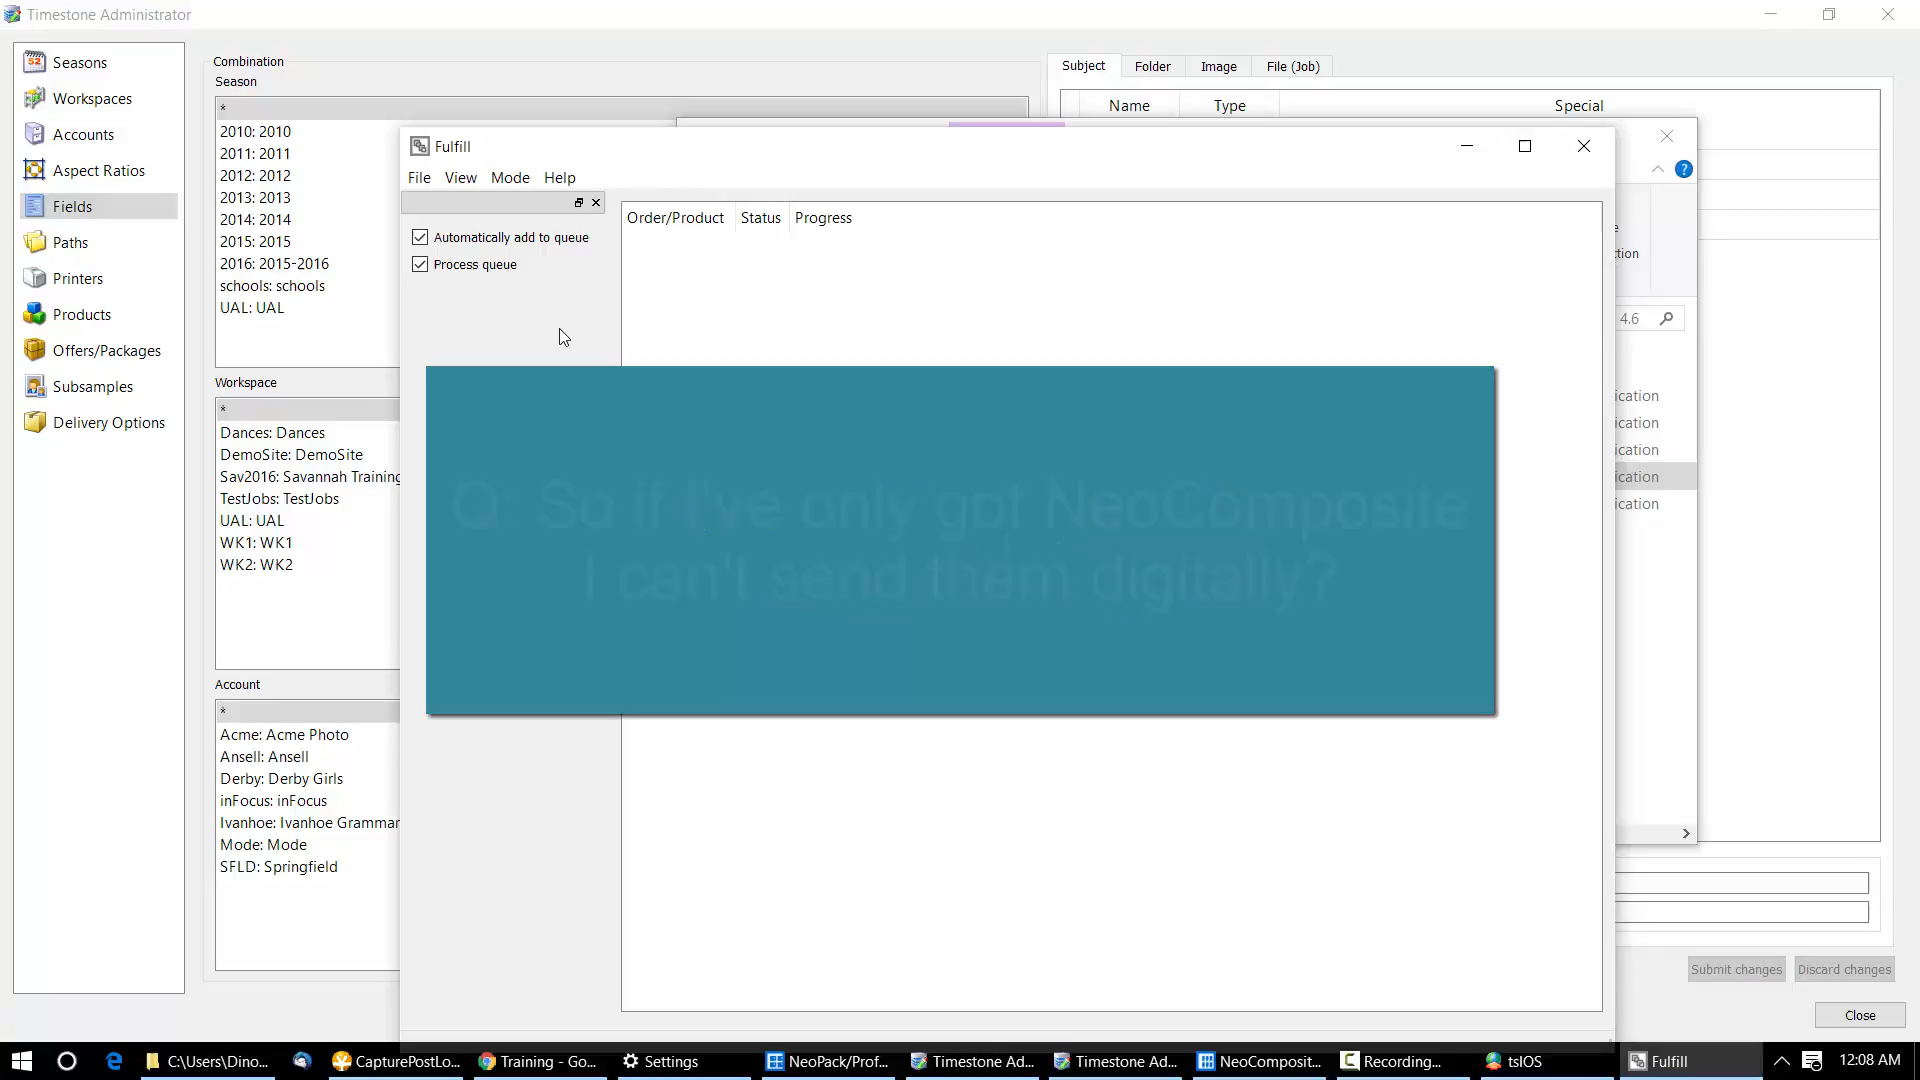 Timestone Administrator
Seasons
Workspaces
Accounts
Aspect Ratios
Fields
Paths
Printers
Products
Offers/Packages
Subsamples
Delivery Options
Combination
Season
*
2010: 2010
2011: 2011
2012: 2012
2013: 2013
2014: 2014
2015: 2015
2016: 2015-2016
schools: schools
UAL: UAL
Workspace
*
Dances: Dances
DemoSite: DemoSite
Sav2016: Savannah Training
TestJobs: TestJobs
UAL: UAL
WK1: WK1
WK2: WK2
Account
*
Acme: Acme Photo
Ansell: Ansell
Derby: Derby Girls
inFocus: inFocus
Ivanhoe: Ivanhoe Grammar
Mode: Mode
SFLD: Springfield
Fulfill
File View Mode Help
Automatically add to queue
Process queue
Order/Product Status Progress
Q: So if I've only got NeoComposite
I can't send them digitally?
Subject Folder Image File (Job)
Name Type Special
?
e
tion
4.6
ication
ication
ication
ication
ication
Submit changes Discard changes
Close
52
C:\Users\Dino... CapturePostLo... Training - Go... Settings NeoPack/Prof... Timestone Ad... Timestone Ad... NeoComposit... Recording... tsIOS Fulfill 12:08 AM